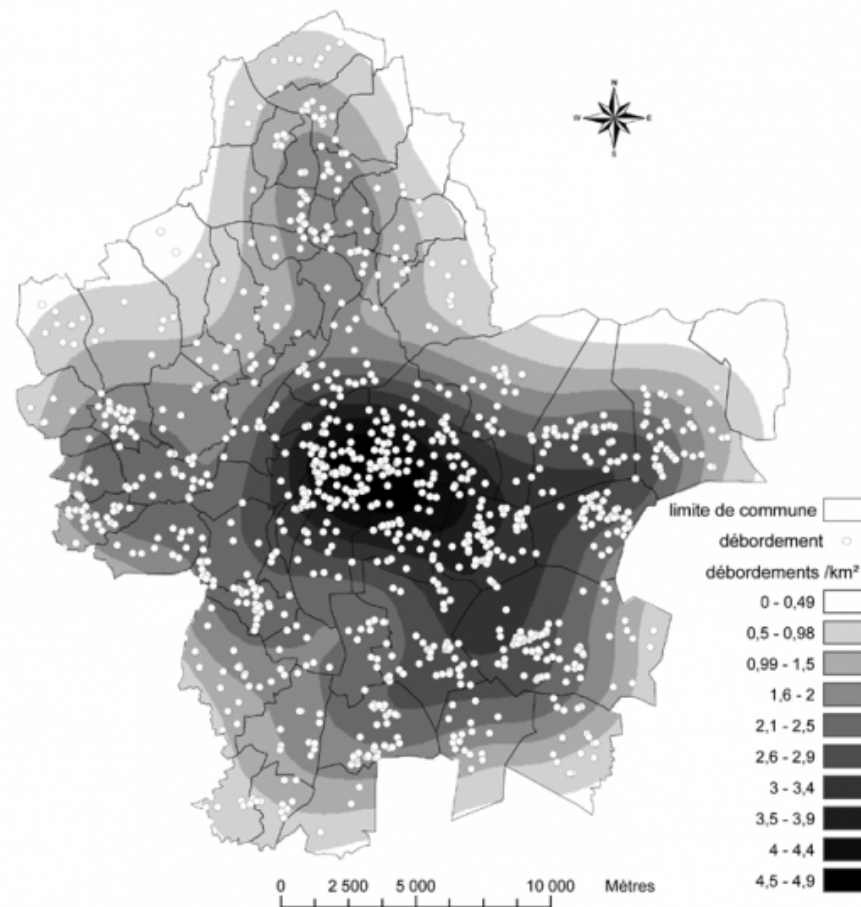 N
W E
S
limite de commune
débordement
débordements /km²
0 - 0,49
0,5 - 0,98
0,99 - 1,5
1,6 - 2
2,1 - 2,5
2,6 - 2,9
3 - 3,4
3,5 - 3,9
4 - 4,4
4,5 - 4,9
0 2 500 5 000 10 000 Mètres